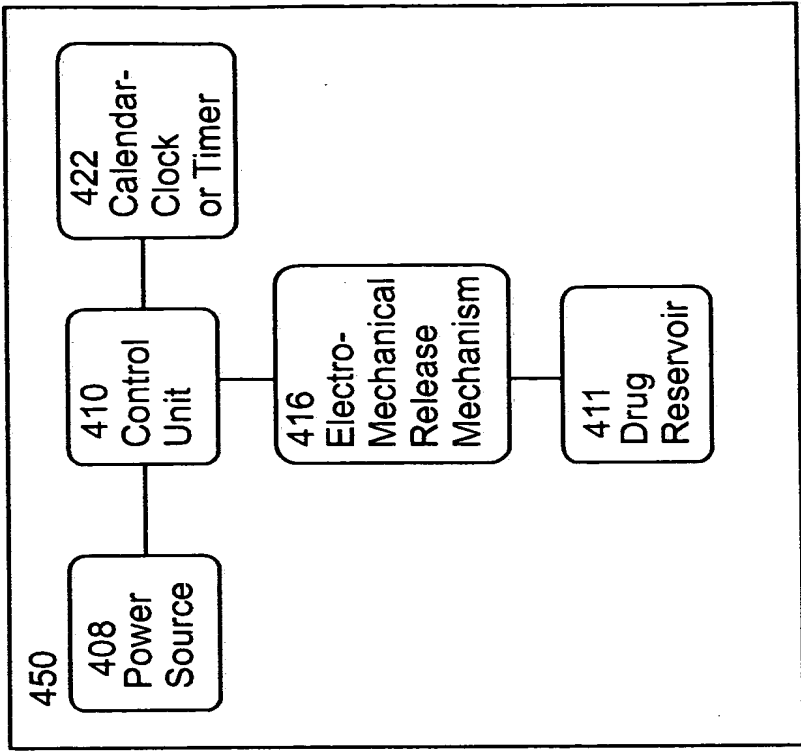 450
408
Power
Source
410
Control
Unit
422
Calendar-
Clock
or Timer
416
Electro-
Mechanical
Release
Mechanism
411
Drug
Reservoir